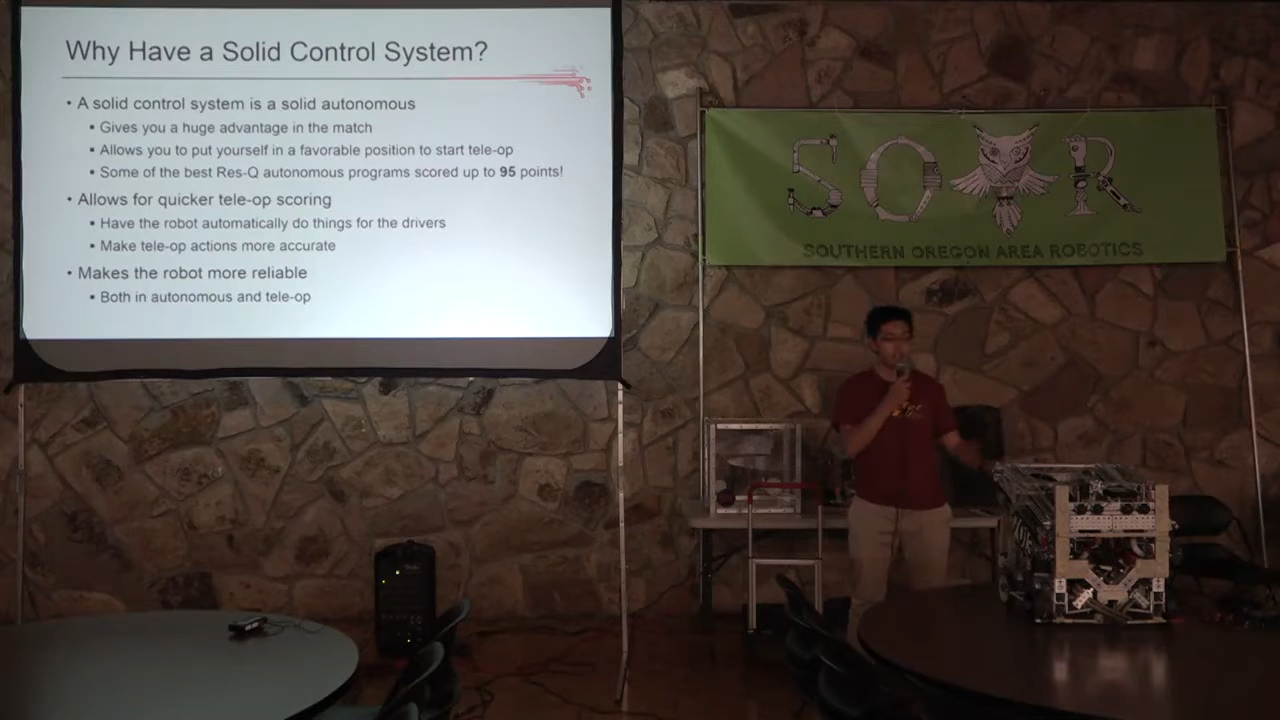 Why Have a Solid Control System?
• A solid control system is a solid autonomous
▪ Gives you a huge advantage in the match
▪ Allows you to put yourself in a favorable position to start tele-op
▪ Some of the best Res-Q autonomous programs scored up to 95 points!
• Allows for quicker tele-op scoring
▪ Have the robot automatically do things for the drivers
▪ Make tele-op actions more accurate
• Makes the robot more reliable
▪ Both in autonomous and tele-op
SOAR
SOUTHERN OREGON AREA ROBOTICS